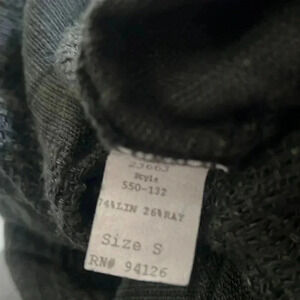 23663
Style
550-132
74%LIN 26%RAY
Size S
RN# 94126